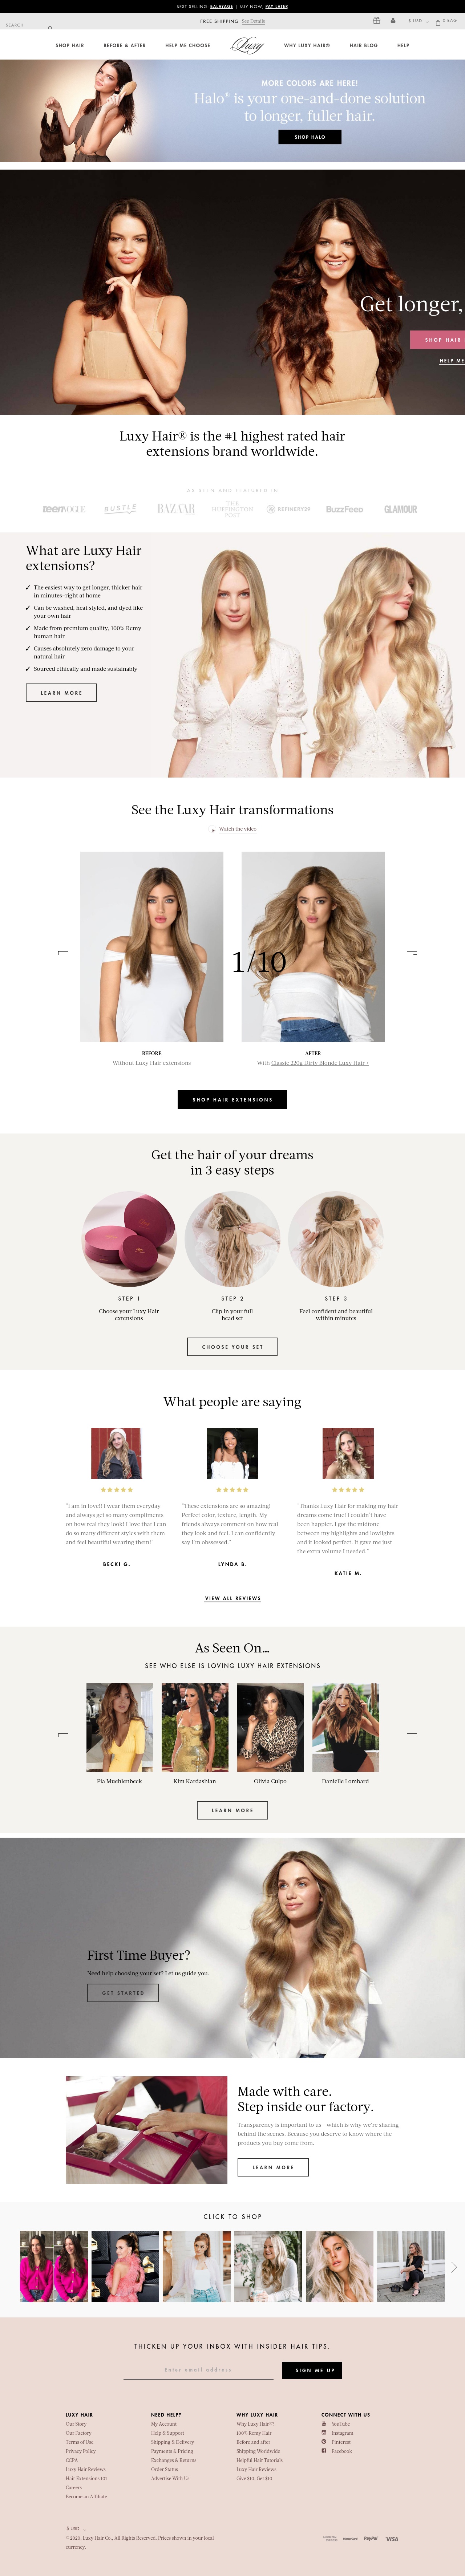 BEST SELLING: BALAYAGE | BUY NOW, PAY LATER
SEARCH
FREE SHIPPING See Details
$ USD
0 BAG
SHOP HAIR
BEFORE & AFTER
HELP ME CHOOSE
Luxy
WHY LUXY HAIR®
HAIR BLOG
HELP
MORE COLORS ARE HERE!
Halo® is your one-and-done solution
to longer, fuller hair.
SHOP HALO
Get longer,
SHOP HAIR
HELP ME
Luxy Hair® is the #1 highest rated hair
extensions brand worldwide.
AS SEEN AND FEATURED IN
teenVOGUE
BUSTLE
BAZAAR
THE
HUFFINGTON
POST
REFINERY29
BuzzFeed
GLAMOUR
What are Luxy Hair
extensions?
✓ The easiest way to get longer, thicker hair
in minutes–right at home
✓ Can be washed, heat styled, and dyed like
your own hair
✓ Made from premium quality, 100% Remy
human hair
✓ Causes absolutely zero damage to your
natural hair
✓ Sourced ethically and made sustainably
LEARN MORE
See the Luxy Hair transformations
Watch the video
1/10
BEFORE
Without Luxy Hair extensions
AFTER
With Classic 220g Dirty Blonde Luxy Hair >
SHOP HAIR EXTENSIONS
Get the hair of your dreams
in 3 easy steps
STEP 1
Choose your Luxy Hair
extensions
STEP 2
Clip in your full
head set
STEP 3
Feel confident and beautiful
within minutes
CHOOSE YOUR SET
What people are saying
"I am in love!! I wear them everyday
and always get so many compliments
on how real they look! I love that I can
do so many different styles with them
and feel beautiful wearing them!"
BECKI G.
"These extensions are so amazing!
Perfect color, texture, length. My
friends always comment on how real
they look and feel. I can confidently
say I'm obsessed."
LYNDA B.
"Thanks Luxy Hair for making my hair
dreams come true! I couldn't have
been happier. I got the midtone
between my highlights and lowlights
and it looked perfect. It gave me just
the extra volume I needed."
KATIE M.
VIEW ALL REVIEWS
As Seen On...
SEE WHO ELSE IS LOVING LUXY HAIR EXTENSIONS
Pia Muehlenbeck
Kim Kardashian
Olivia Culpo
Danielle Lombard
LEARN MORE
First Time Buyer?
Need help choosing your set? Let us guide you.
GET STARTED
Made with care.
Step inside our factory.
Transparency is important to us - which is why we're sharing
behind the scenes. Because you deserve to know where the
products you buy come from.
LEARN MORE
CLICK TO SHOP
THICKEN UP YOUR INBOX WITH INSIDER HAIR TIPS.
Enter email address
SIGN ME UP
LUXY HAIR
Our Story
Our Factory
Terms of Use
Privacy Policy
CCPA
Luxy Hair Reviews
Hair Extensions 101
Careers
Become an Affiliate
NEED HELP?
My Account
Help & Support
Shipping & Delivery
Payments & Pricing
Exchanges & Returns
Order Status
Advertise With Us
WHY LUXY HAIR
Why Luxy Hair®?
100% Remy Hair
Before and after
Shipping Worldwide
Helpful Hair Tutorials
Luxy Hair Reviews
Give $10, Get $10
CONNECT WITH US
YouTube
Instagram
Pinterest
Facebook
$ USD
© 2020, Luxy Hair Co., All Rights Reserved. Prices shown in your local
currency.
PayPal
VISA